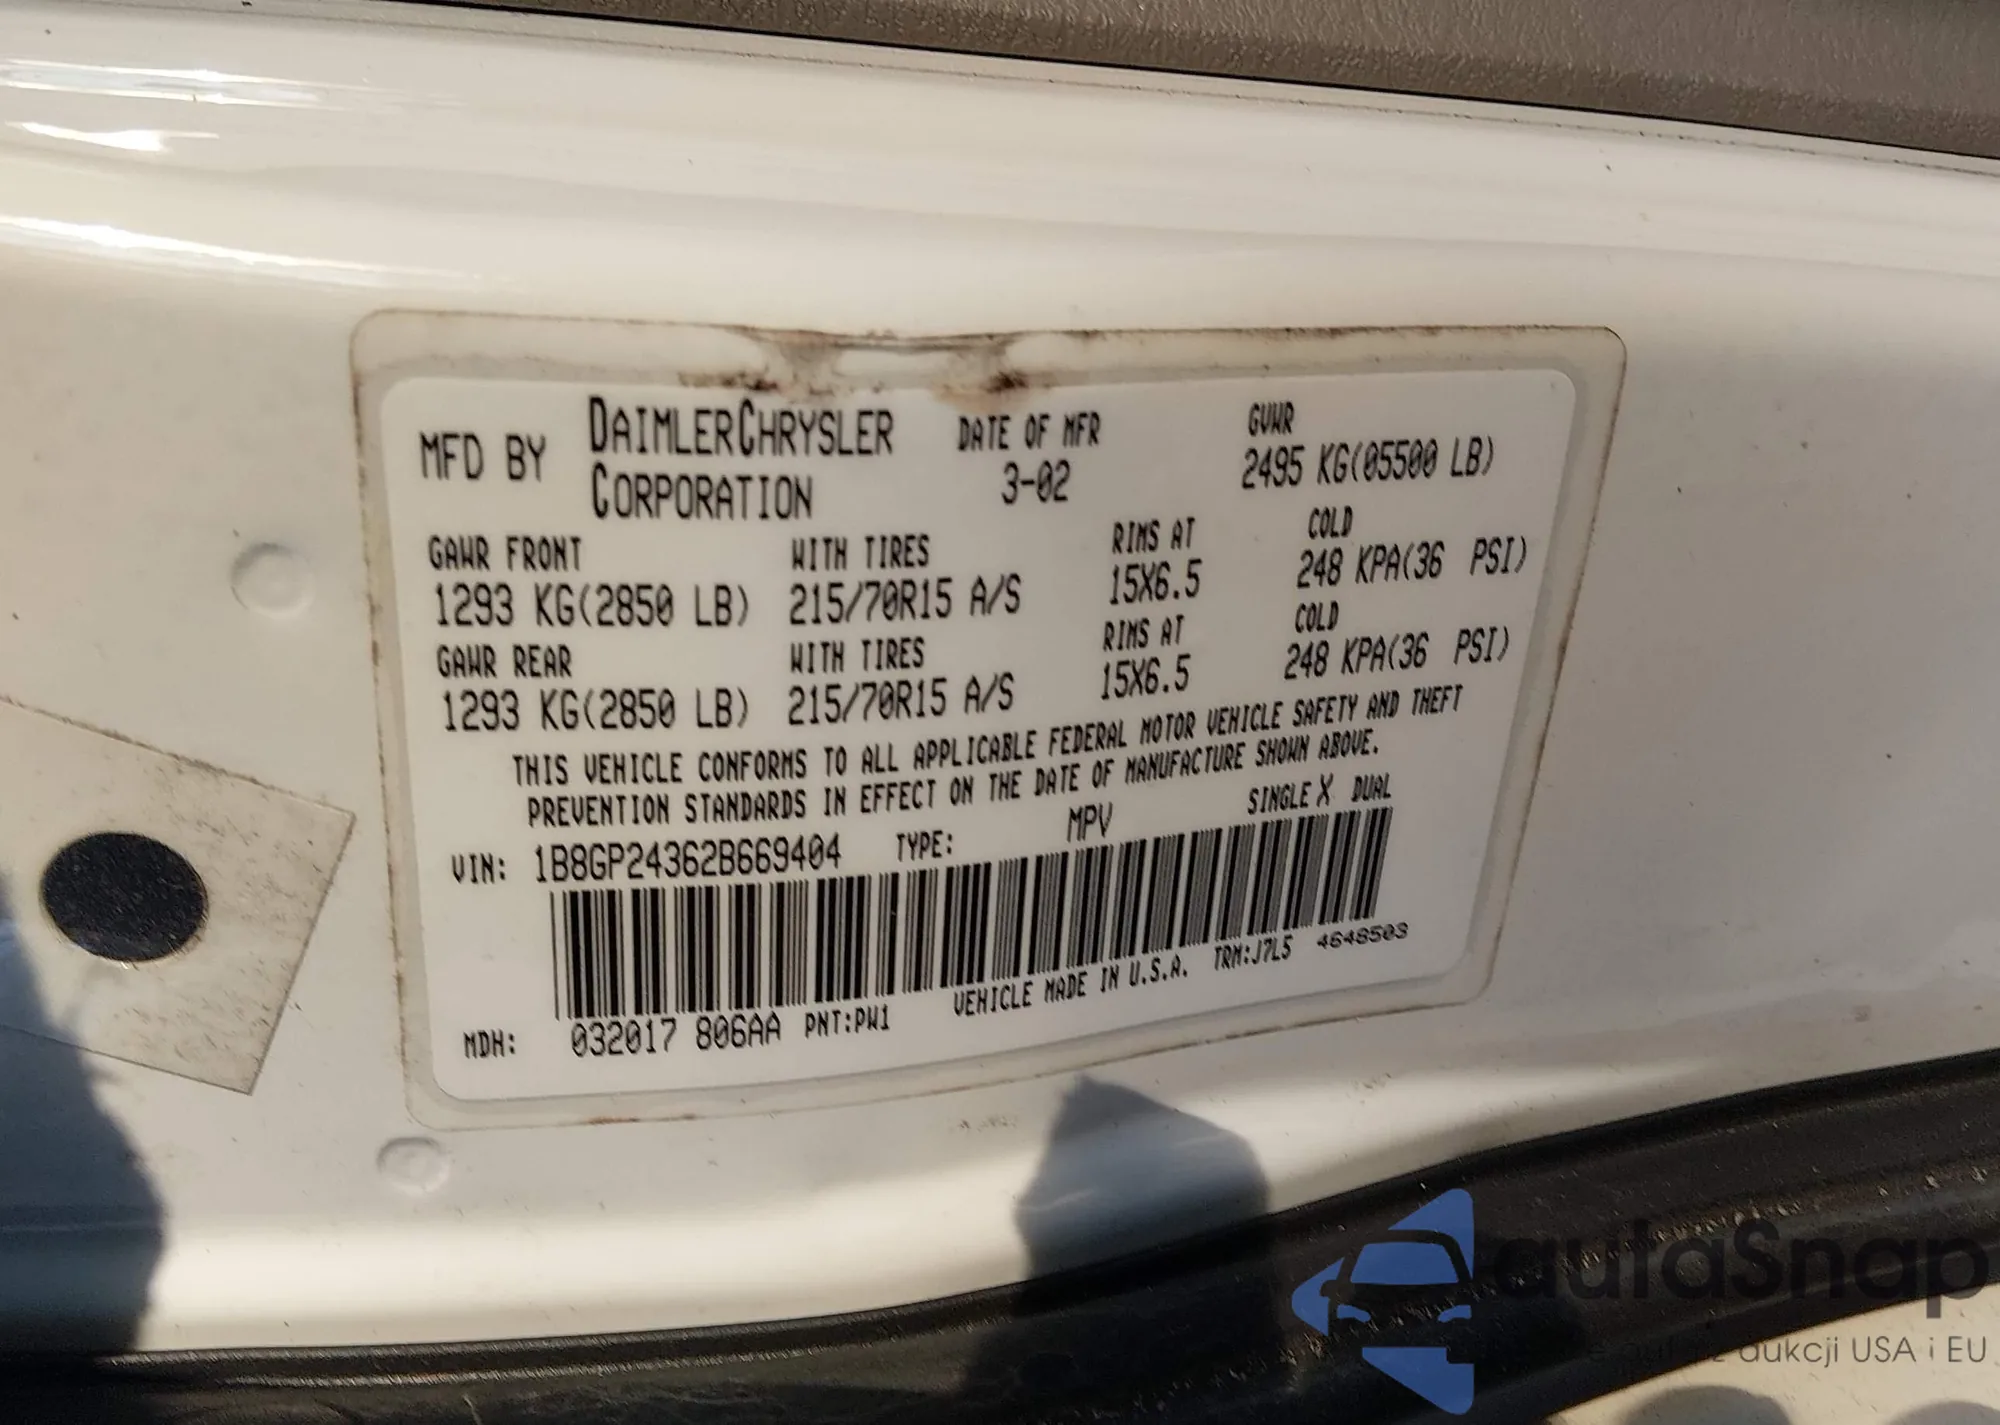 MFD BY DAIMLERCHRYSLER CORPORATION
DATE OF MFR 3-02
GVWR 2495 KG(05500 LB)
GAWR FRONT WITH TIRES RIMS AT COLD
1293 KG(2850 LB) 215/70R15 A/S 15X6.5 248 KPA(36 PSI)
GAWR REAR WITH TIRES RIMS AT COLD
1293 KG(2850 LB) 215/70R15 A/S 15X6.5 248 KPA(36 PSI)
THIS VEHICLE CONFORMS TO ALL APPLICABLE FEDERAL MOTOR VEHICLE SAFETY AND THEFT
PREVENTION STANDARDS IN EFFECT ON THE DATE OF MANUFACTURE SHOWN ABOVE.
VIN: 1B8GP24362B669404 TYPE: MPV SINGLE X DUAL
MDH: 032017 806AA PNT:PW1 VEHICLE MADE IN U.S.A. TRM:J7L5 4648503
autaSnap
aukcji USA i EU